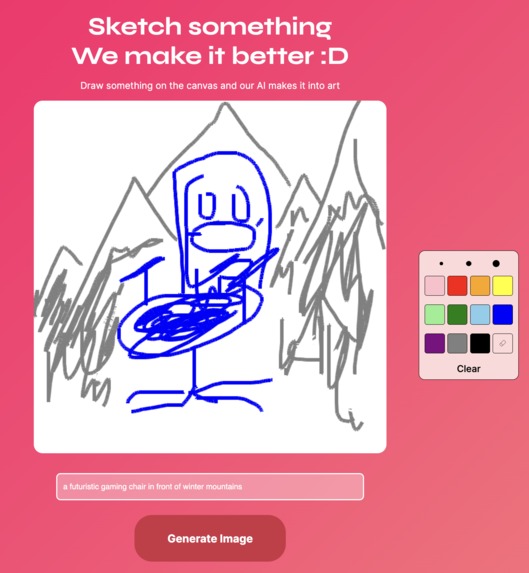 Sketch something
We make it better :D
Draw something on the canvas and our AI makes it into art
a futuristic gaming chair in front of winter mountains
Clear
Generate Image